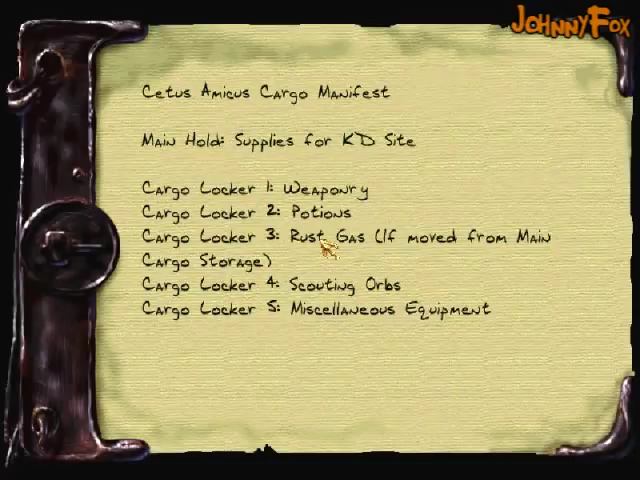 JohnnyFox
Cetus Amicus Cargo Manifest
Main Hold: Supplies for KD Site
Cargo Locker 1: Weaponry
Cargo Locker 2: Potions
Cargo Locker 3: Rust Gas (If moved from Main
Cargo Storage)
Cargo Locker 4: Scouting Orbs
Cargo Locker 5: Miscellaneous Equipment